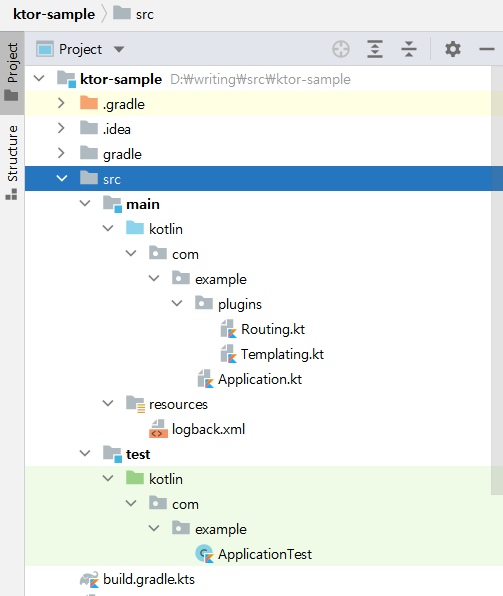 ktor-sample src
Project
Project
Structure
ktor-sample D:₩writing₩src₩ktor-sample
.gradle
.idea
gradle
src
main
kotlin
com
example
plugins
Routing.kt
Templating.kt
Application.kt
resources
logback.xml
test
kotlin
com
example
ApplicationTest
build.gradle.kts